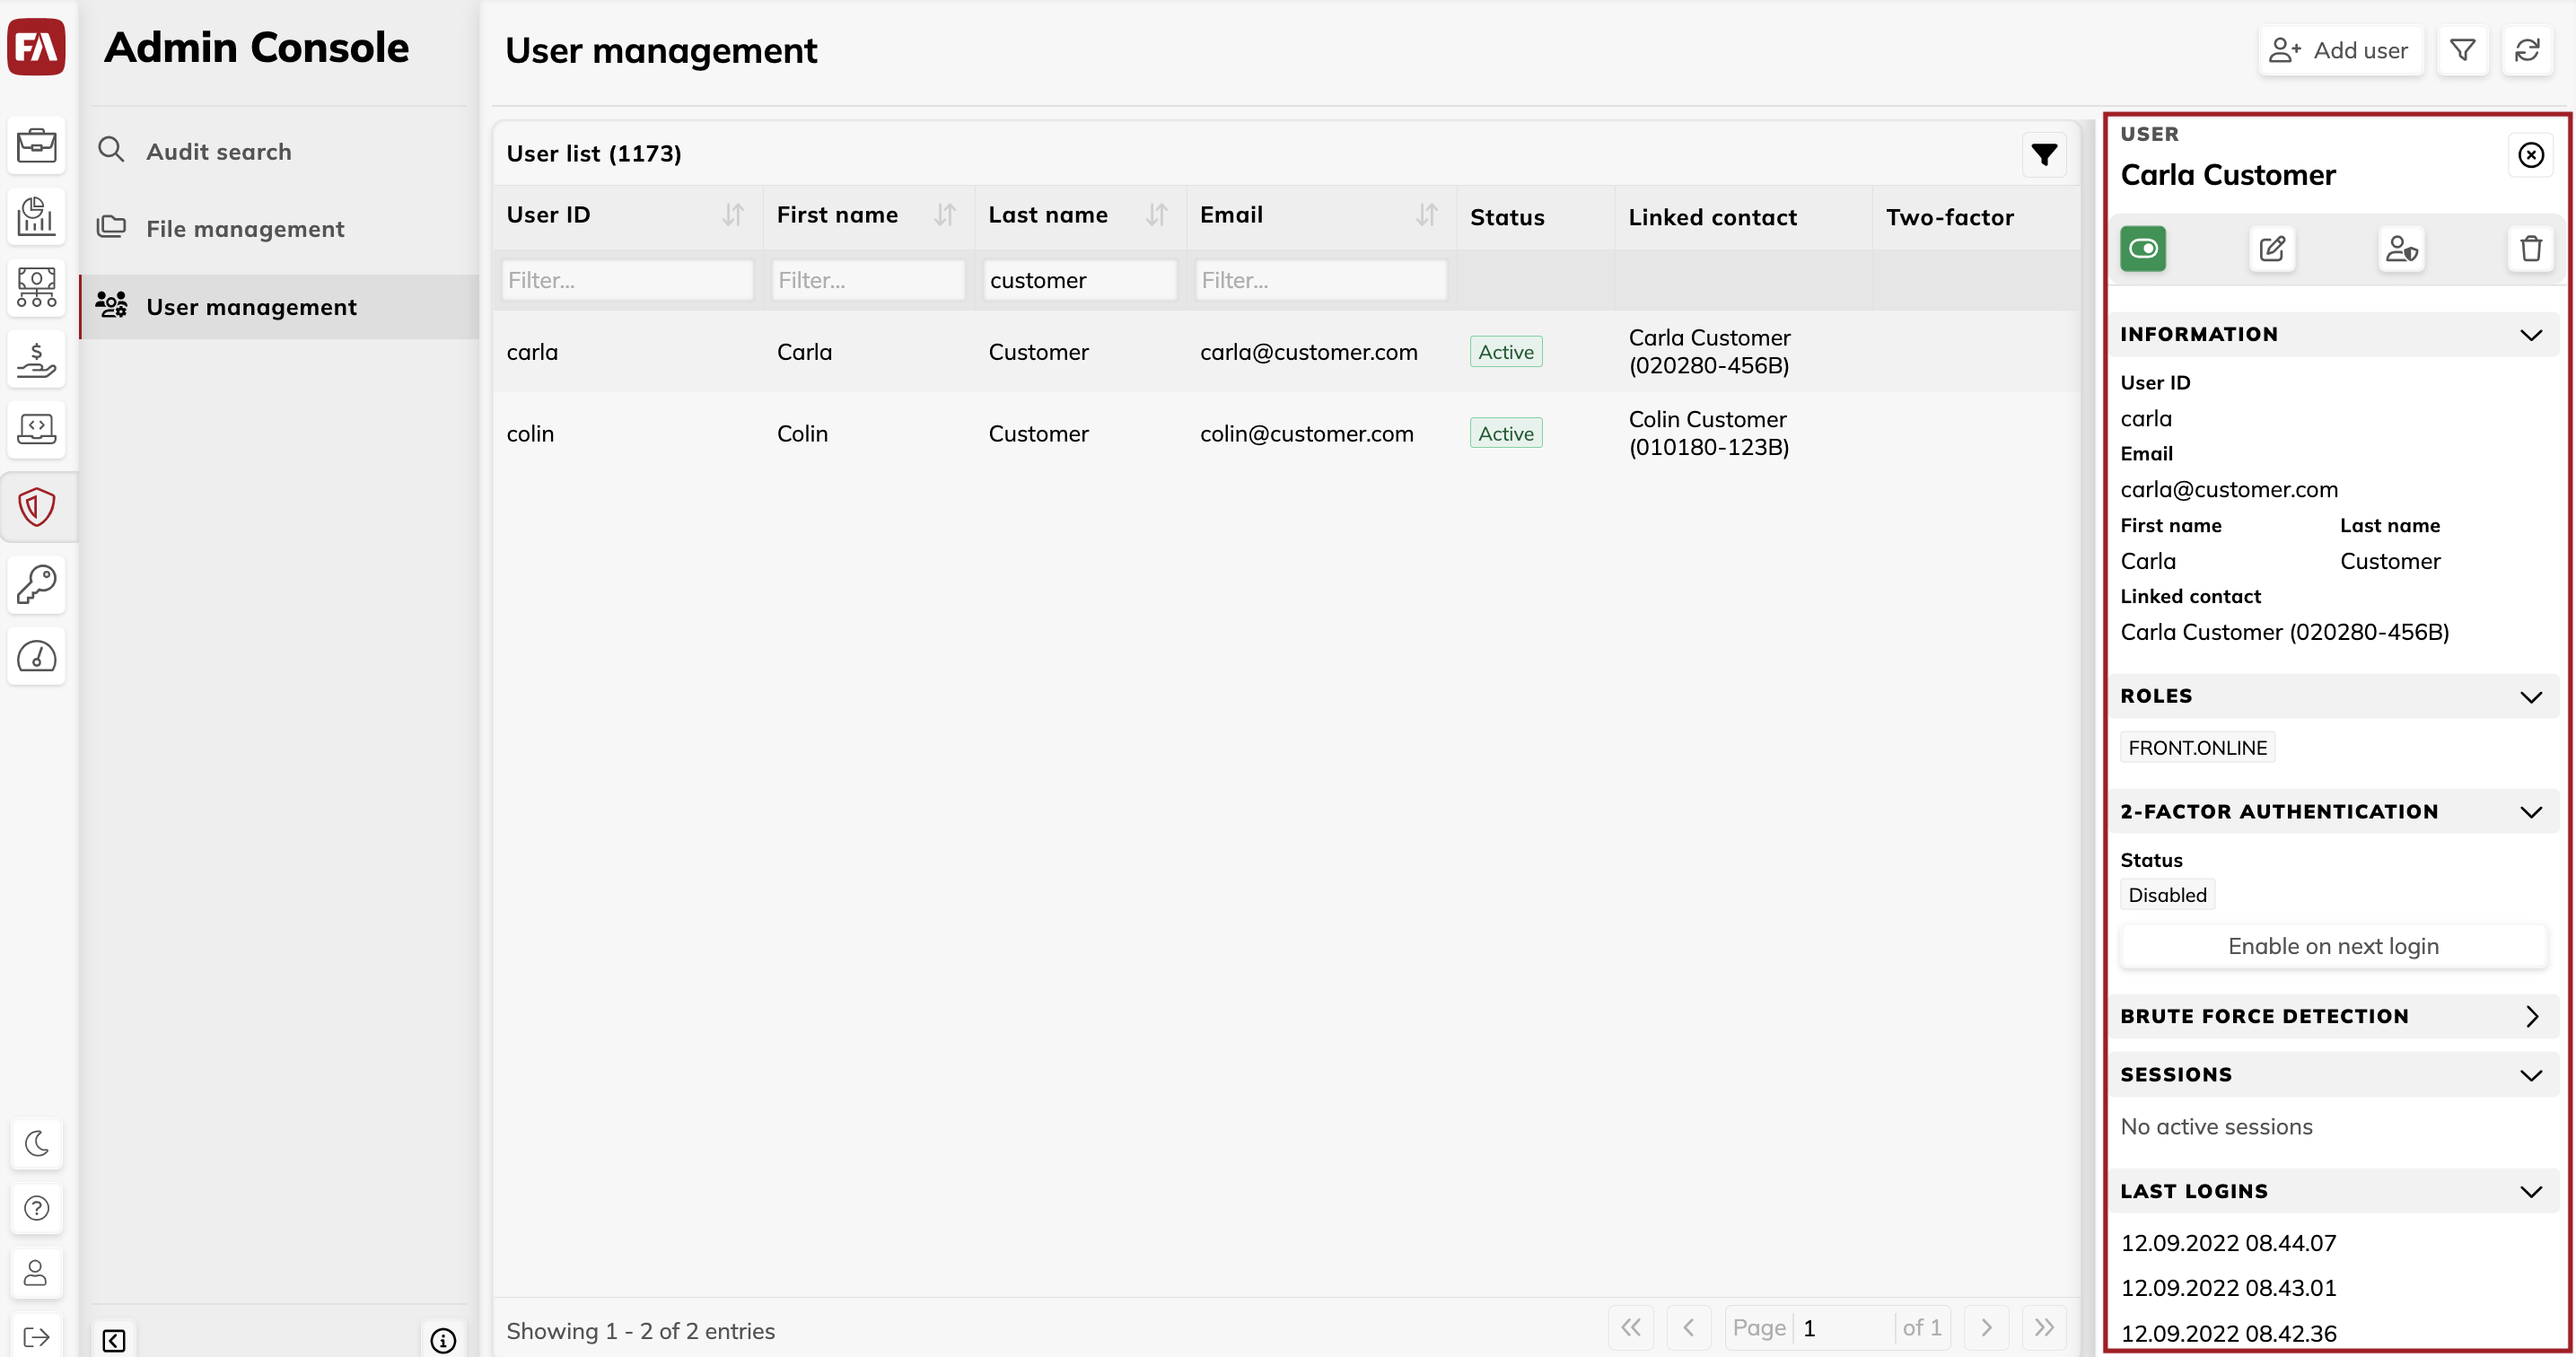 FA
Admin Console
Audit search
File management
User management
User management
Add user
User list (1173)
User ID First name Last name Email Status Linked contact Two-factor
Filter... Filter... customer Filter...
carla Carla Customer carla@customer.com Active Carla Customer
(020280-456B)
colin Colin Customer colin@customer.com Active Colin Customer
(010180-123B)
Showing 1 - 2 of 2 entries
Page 1 of 1
USER
Carla Customer
INFORMATION
User ID
carla
Email
carla@customer.com
First name Last name
Carla Customer
Linked contact
Carla Customer (020280-456B)
ROLES
FRONT.ONLINE
2-FACTOR AUTHENTICATION
Status
Disabled
Enable on next login
BRUTE FORCE DETECTION
SESSIONS
No active sessions
LAST LOGINS
12.09.2022 08.44.07
12.09.2022 08.43.01
12.09.2022 08.42.36